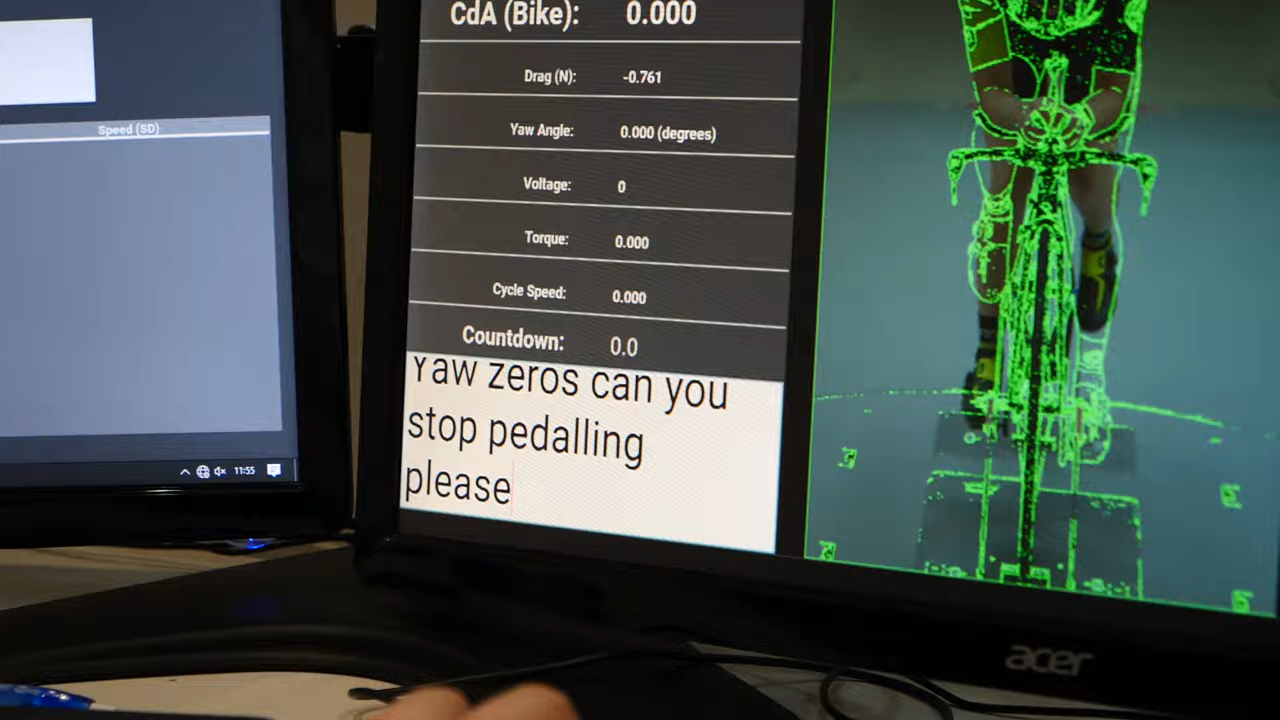 CdA (Bike): 0.000
Drag (N): -0.761
Yaw Angle: 0.000 (degrees)
Voltage: 0
Torque: 0.000
Cycle Speed: 0.000
Countdown: 0.0
Yaw zeros can you
stop pedalling
please
Speed (SD)
11:55
acer